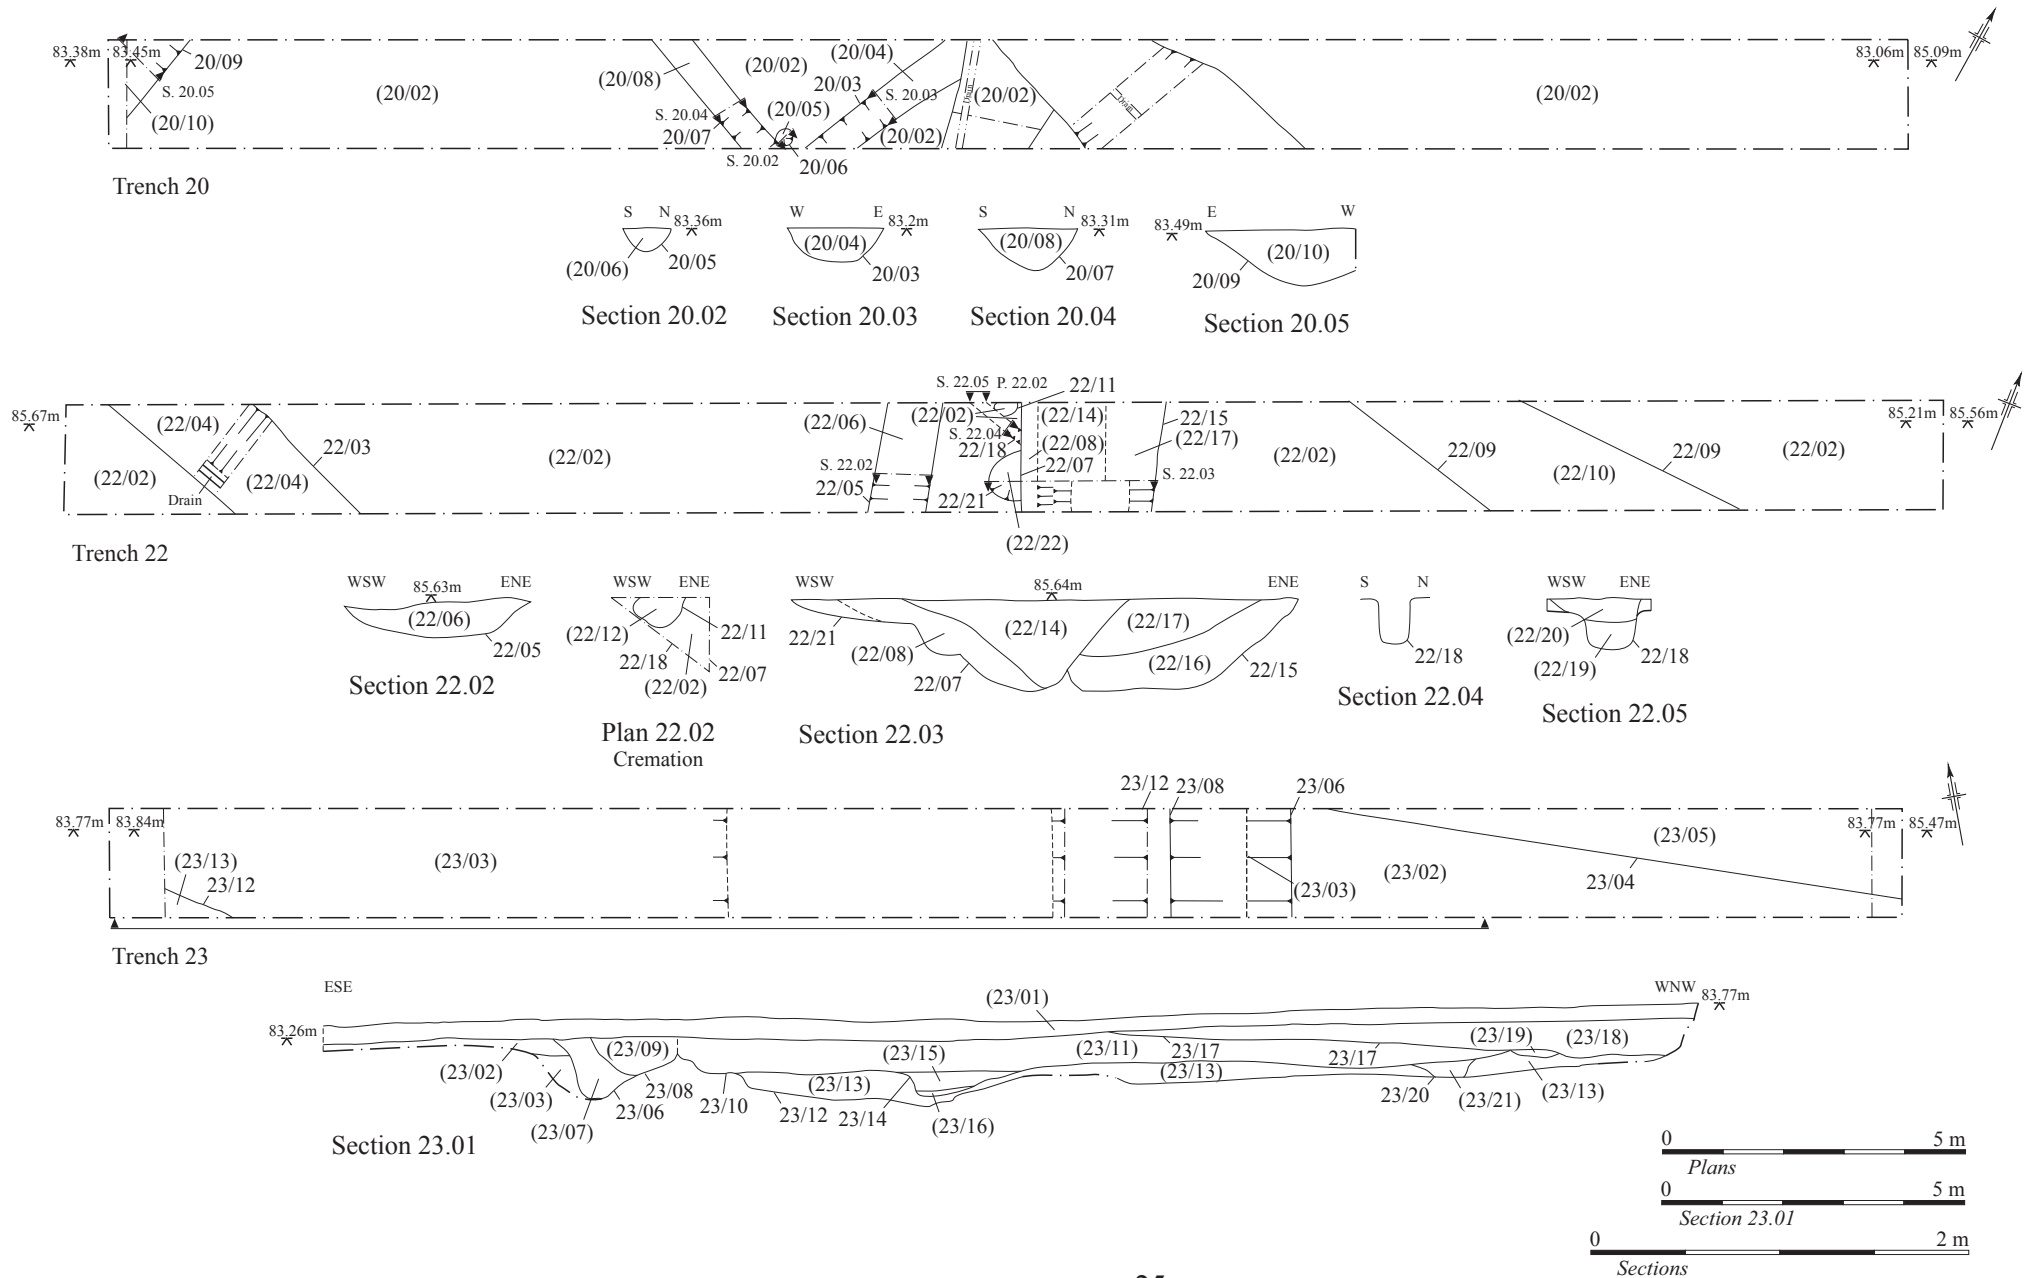 83.38m 83.45m 20/09 (20/08) (20/02) (20/04) 83.06m 85.09m
20/03
S. 20.05 (20/02) S. 20.03 Drain (20/02) Drain (20/02)
(20/10) S. 20.04 (20/05)
20/07 (20/02)
S. 20.02 20/06
Trench 20
S N 83.36m W E 83.2m S N 83.31m 83.49m E W
(20/04) (20/08) (20/10)
(20/06) 20/05 20/03 20/07 20/09
Section 20.02 Section 20.03 Section 20.04 Section 20.05
S. 22.05 P. 22.02 22/11
85.67m (22/04) (22/06) (22/02) (22/14) 22/15 85.21m 85.56m
22/03 S. 22.04 (22/08) (22/17)
(22/02) (22/04) (22/02) 22/18 22/07 (22/02) 22/09 (22/10) 22/09 (22/02)
Drain S. 22.02 S. 22.03
22/05 22/21
(22/22)
Trench 22
WSW 85.63m ENE WSW ENE WSW 85.64m ENE S N WSW ENE
(22/06) 22/05
(22/12) 22/11 22/18 (22/02) 22/07
22/21 (22/08) 22/07 (22/14) (22/17) (22/16) 22/15
22/18
(22/20) (22/19) 22/18
Section 22.02
Plan 22.02
Cremation
Section 22.03
Section 22.04
Section 22.05
23/12 23/08 23/06
83.77m 83.84m (23/05) 83.77m 85.47m
(23/13) (23/03) (23/03) (23/02) 23/04
23/12
Trench 23
ESE (23/01) WNW 83.77m
83.26m (23/09) (23/15) (23/11) 23/17 23/17 (23/19) (23/18)
(23/02) (23/13) (23/13)
(23/03) 23/08 23/10 23/12 23/14 23/20 (23/21) (23/13)
(23/07) 23/06 (23/16)
Section 23.01
0 5 m
Plans
0 5 m
Section 23.01
0 2 m
Sections